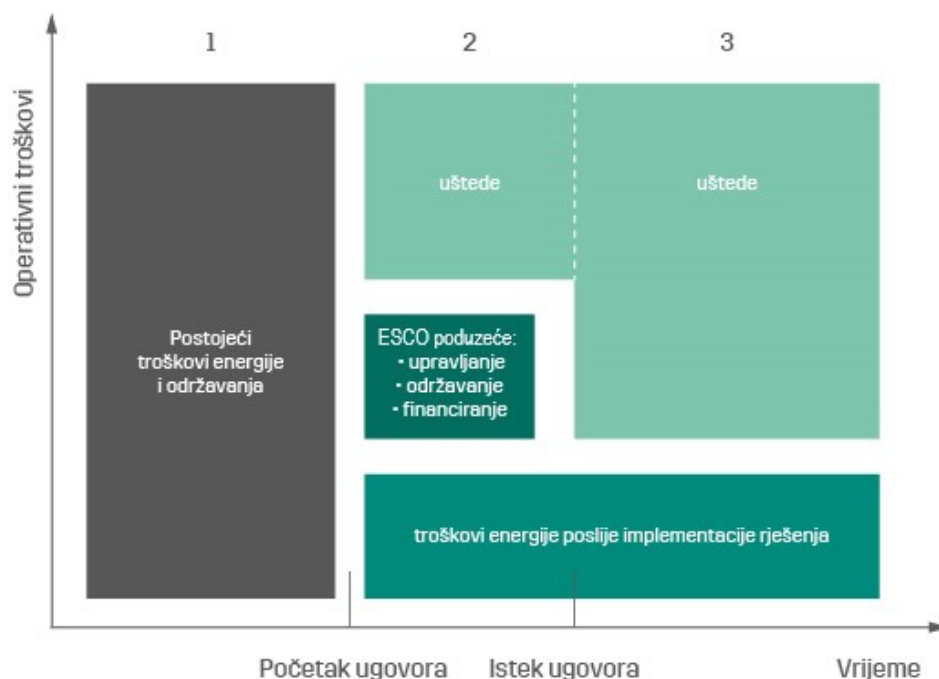 1
2
3
Operativni troškovi
uštede
uštede
Postojeći
troškovi energije
i održavanja
ESCO poduzeće:
- upravljanje
- održavanje
- financiranje
troškovi energije poslije implementacije rješenja
Početak ugovora
Istek ugovora
Vrijeme